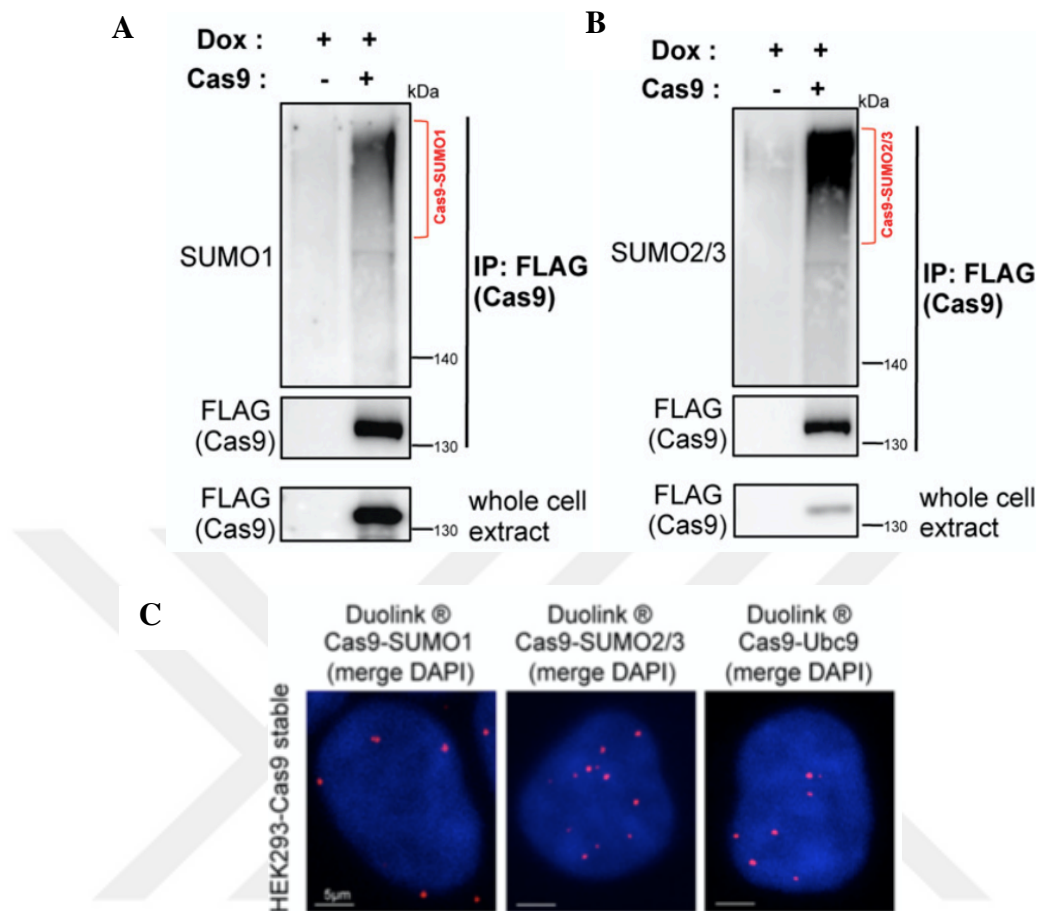 A
Dox : + +
Cas9 : - +
kDa
Cas9-SUMO1
SUMO1
IP: FLAG
(Cas9)
140
FLAG
(Cas9)
130
FLAG
(Cas9)
whole cell
extract
130
B
Dox : + +
Cas9 : - +
kDa
Cas9-SUMO2/3
SUMO2/3
IP: FLAG
(Cas9)
140
FLAG
(Cas9)
130
FLAG
(Cas9)
whole cell
extract
130
C
Duolink ®
Cas9-SUMO1
(merge DAPI)
Duolink ®
Cas9-SUMO2/3
(merge DAPI)
Duolink ®
Cas9-Ubc9
(merge DAPI)
HEK293-Cas9 stable
5µm